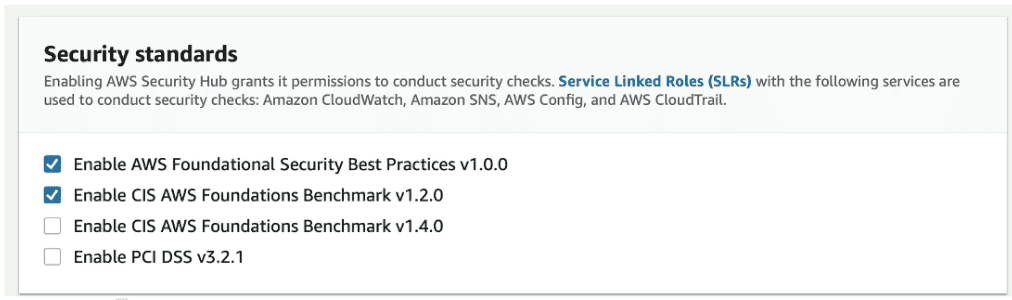 Security standards
Enabling AWS Security Hub grants it permissions to conduct security checks. Service Linked Roles (SLRs) with the following services are
used to conduct security checks: Amazon CloudWatch, Amazon SNS, AWS Config, and AWS CloudTrail.
Enable AWS Foundational Security Best Practices v1.0.0
Enable CIS AWS Foundations Benchmark v1.2.0
Enable CIS AWS Foundations Benchmark v1.4.0
Enable PCI DSS v3.2.1